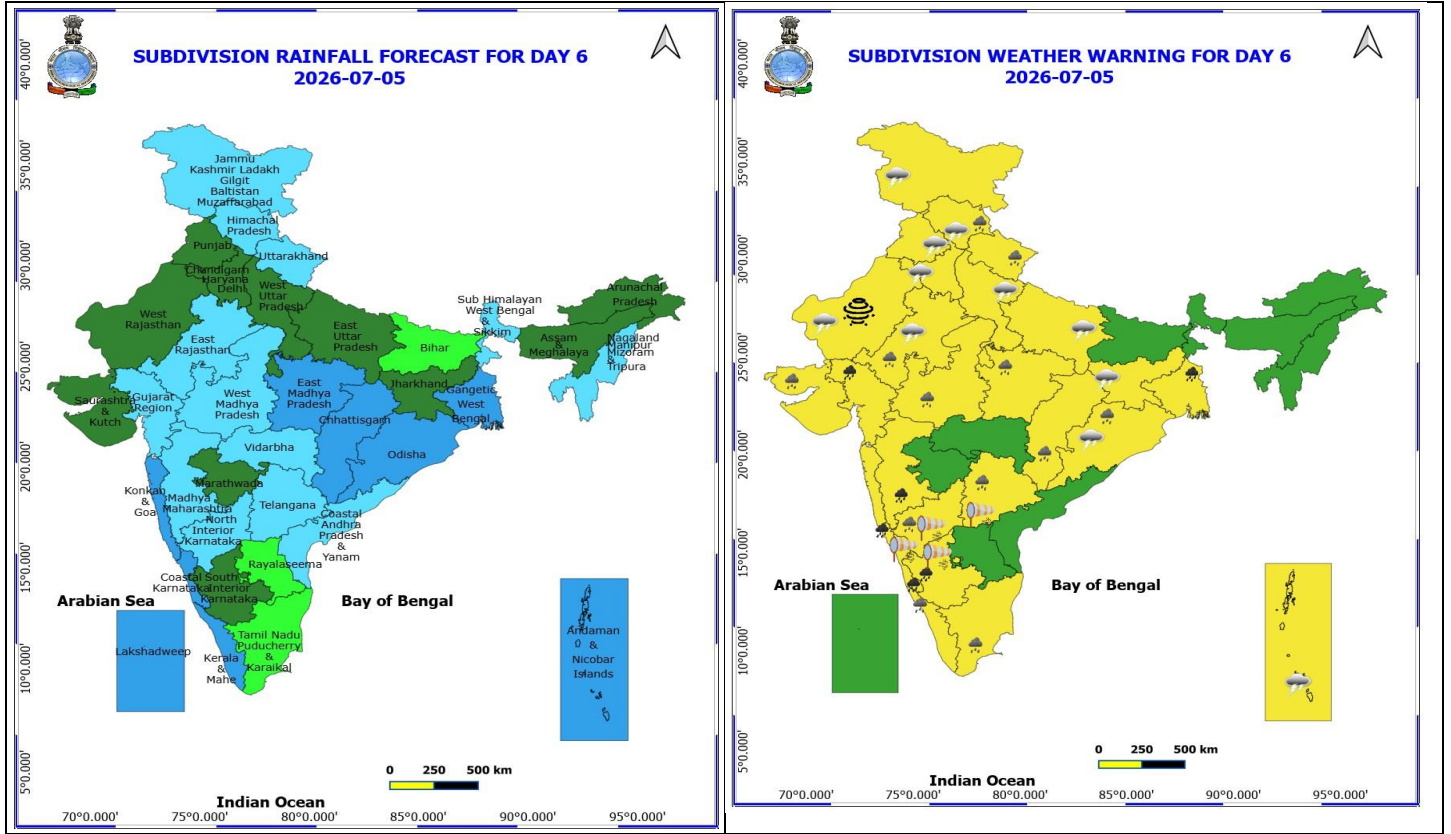 SUBDIVISION RAINFALL FORECAST FOR DAY 6
2026-07-05
40°0.000'
35°0.000'
30°0.000'
25°0.000'
20°0.000'
15°0.000'
10°0.000'
5°0.000'
Jammu
Kashmir Ladakh
Gilgit
Baltistan
Muzaffarabad
Himachal
Pradesh
Punjab
Uttarakhand
Chandigarh
Haryana
Delhi
West
Uttar
Pradesh
West
Rajasthan
East
Rajasthan
East
Uttar
Pradesh
Bihar
Sub Himalayan
West Bengal
&
Sikkim
Arunachal
Pradesh
Assam
&
Meghalaya
Nagaland
Manipur
Mizoram
&
Tripura
Saurashtra
&
Kutch
Gujarat
Region
West
Madhya
Pradesh
East
Madhya
Pradesh
Jharkhand
Gangetic
West
Bengal
Chhattisgarh
Odisha
Vidarbha
Marathwada
Konkan
&
Goa
Madhya
Maharashtra
North
Interior
Karnataka
Telangana
Coastal
Andhra
Pradesh
&
Yanam
Rayalaseema
Coastal
Karnataka
South
Interior
Karnataka
Tamil Nadu
Puducherry
&
Karaikal
Kerala
&
Mahe
Lakshadweep
Andaman
&
Nicobar
Islands
Arabian Sea
Bay of Bengal
Indian Ocean
0 250 500 km
70°0.000' 75°0.000' 80°0.000' 85°0.000' 90°0.000' 95°0.000'
SUBDIVISION WEATHER WARNING FOR DAY 6
2026-07-05
40°0.000'
35°0.000'
30°0.000'
25°0.000'
20°0.000'
15°0.000'
10°0.000'
5°0.000'
Arabian Sea
Bay of Bengal
0 250 500 km
Indian Ocean
70°0.000' 75°0.000' 80°0.000' 85°0.000' 90°0.000' 95°0.000'